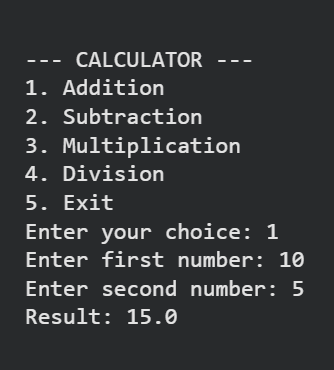 --- CALCULATOR ---
1. Addition
2. Subtraction
3. Multiplication
4. Division
5. Exit
Enter your choice: 1
Enter first number: 10
Enter second number: 5
Result: 15.0